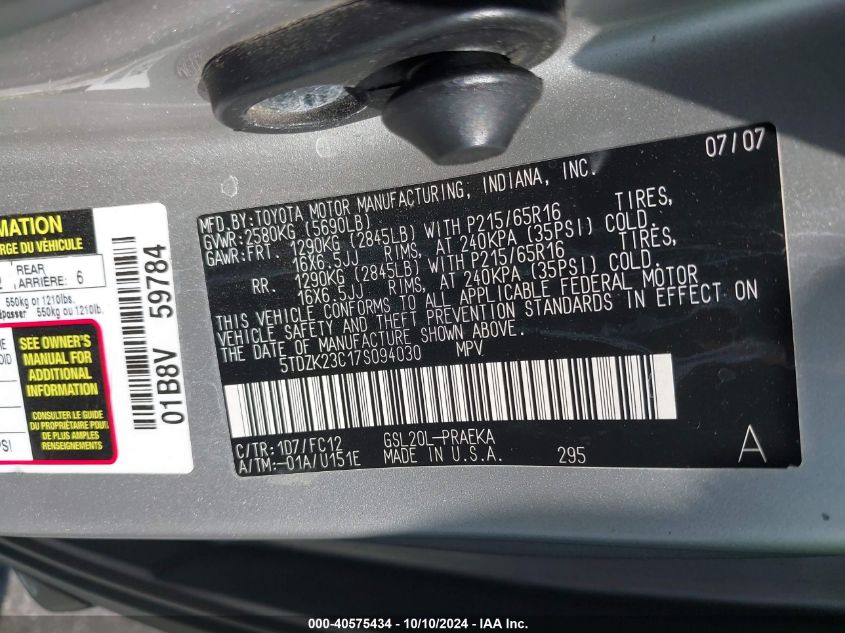 07/07
MFD.BY:TOYOTA MOTOR MANUFACTURING, INDIANA, INC.
GVWR:2580KG (5690LB)
GAWR:FRT. 1290KG (2845LB) WITH P215/65R16 TIRES,
16X6.5JJ RIMS, AT 240KPA (35PSI) COLD.
RR. 1290KG (2845LB) WITH P215/65R16 TIRES,
16X6.5JJ RIMS, AT 240KPA (35PSI) COLD.
THIS VEHICLE CONFORMS TO ALL APPLICABLE FEDERAL MOTOR
VEHICLE SAFETY AND THEFT PREVENTION STANDARDS IN EFFECT ON
THE DATE OF MANUFACTURE SHOWN ABOVE.
5TDZK23C17S094030 MPV
C/TR: 1D7/FC12 GSL20L-PRAEKA
A/TM:-01A/U151E MADE IN U.S.A. 295
A
MATION
RGE DU VÉHICULE
2 REAR
ARRIÈRE: 6
550kg or 1210lbs.
épasser 550kg ou 1210lb.
SEE OWNER'S
MANUAL FOR
ADDITIONAL
INFORMATION
CONSULTER LE GUIDE
DU PROPRIÉTAIRE POUR
DE PLUS AMPLES
RENSEIGNEMENTS
PSI
01B8V 59784
000-40575434 - 10/10/2024 - IAA Inc.